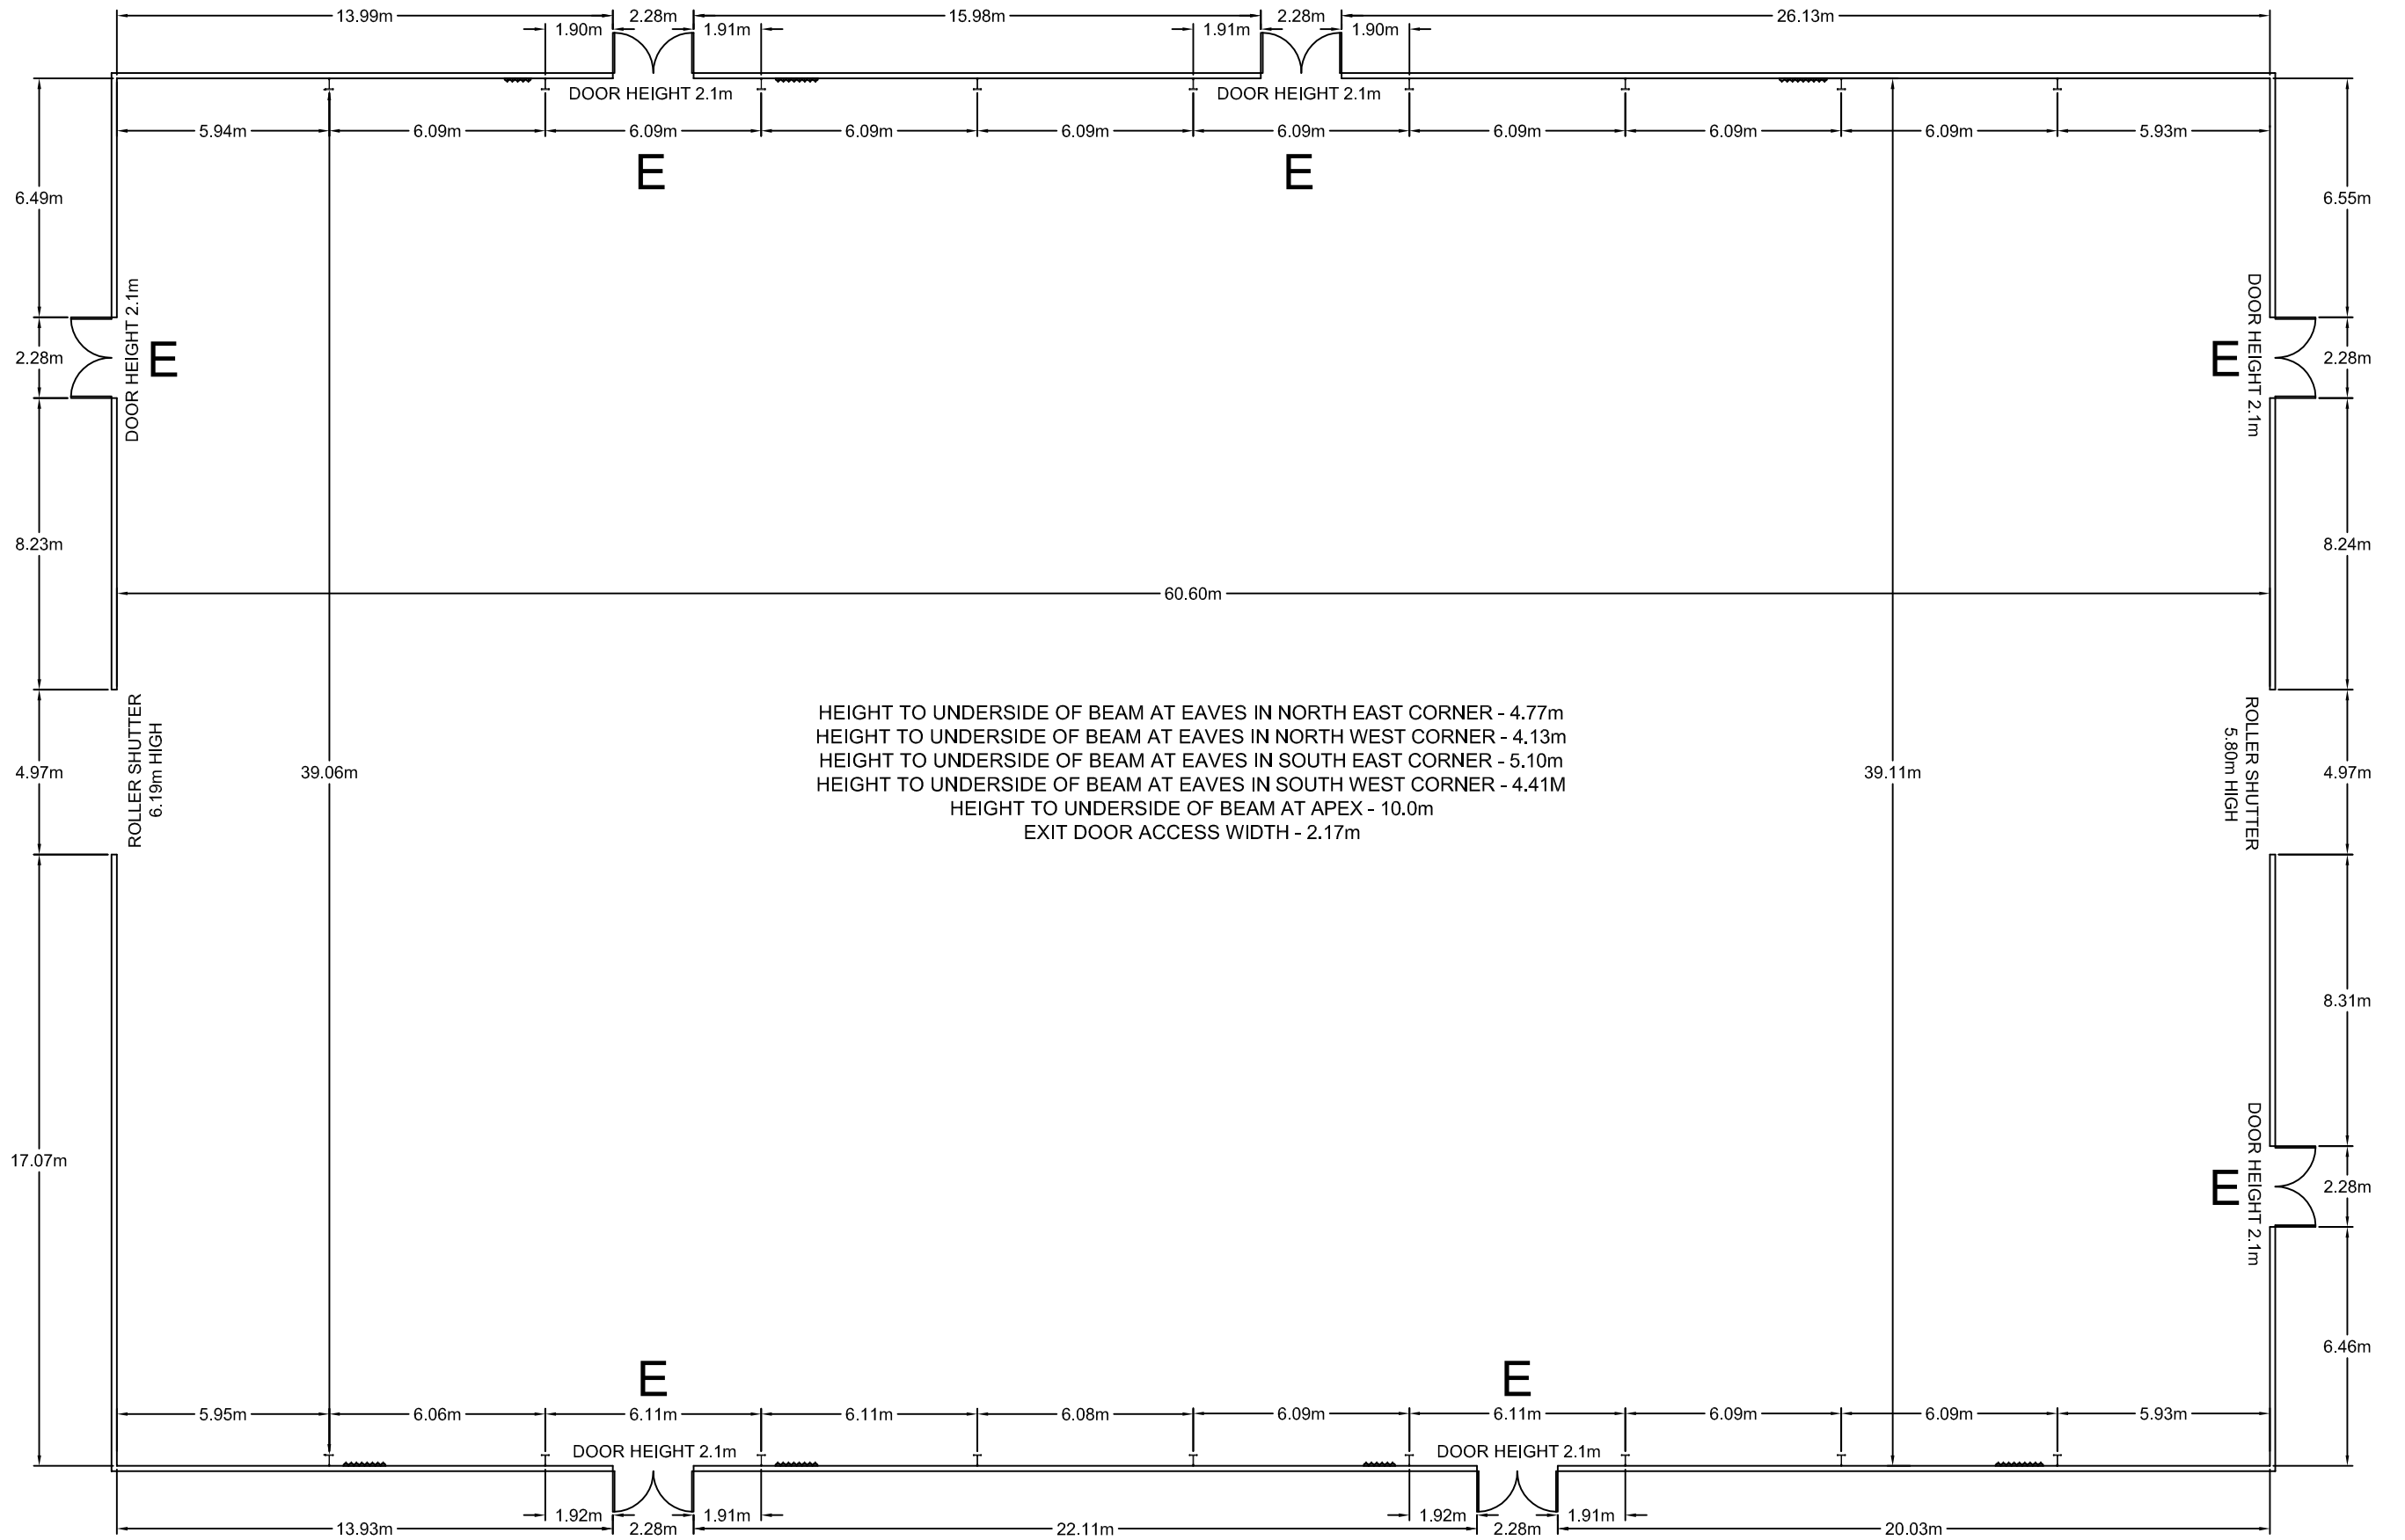 13.99m 2.28m 15.98m 2.28m 26.13m
1.90m 1.91m 1.91m 1.90m
DOOR HEIGHT 2.1m DOOR HEIGHT 2.1m
5.94m 6.09m 6.09m 6.09m 6.09m 6.09m 6.09m 6.09m 6.09m 5.93m
E E
6.49m 6.55m
DOOR HEIGHT 2.1m DOOR HEIGHT 2.1m
2.28m E E 2.28m
8.23m 8.24m
60.60m
ROLLER SHUTTER
6.19m HIGH
ROLLER SHUTTER
5.80m HIGH
HEIGHT TO UNDERSIDE OF BEAM AT EAVES IN NORTH EAST CORNER - 4.77m
HEIGHT TO UNDERSIDE OF BEAM AT EAVES IN NORTH WEST CORNER - 4.13m
HEIGHT TO UNDERSIDE OF BEAM AT EAVES IN SOUTH EAST CORNER - 5.10m
4.97m 39.06m 39.11m 4.97m
HEIGHT TO UNDERSIDE OF BEAM AT EAVES IN SOUTH WEST CORNER - 4.41M
HEIGHT TO UNDERSIDE OF BEAM AT APEX - 10.0m
EXIT DOOR ACCESS WIDTH - 2.17m
8.31m
17.07m
DOOR HEIGHT 2.1m
E 2.28m
6.46m
E E
5.95m 6.06m 6.11m 6.11m 6.08m 6.09m 6.11m 6.09m 6.09m 5.93m
DOOR HEIGHT 2.1m DOOR HEIGHT 2.1m
1.92m 1.91m 1.92m 1.91m
13.93m 2.28m 22.11m 2.28m 20.03m